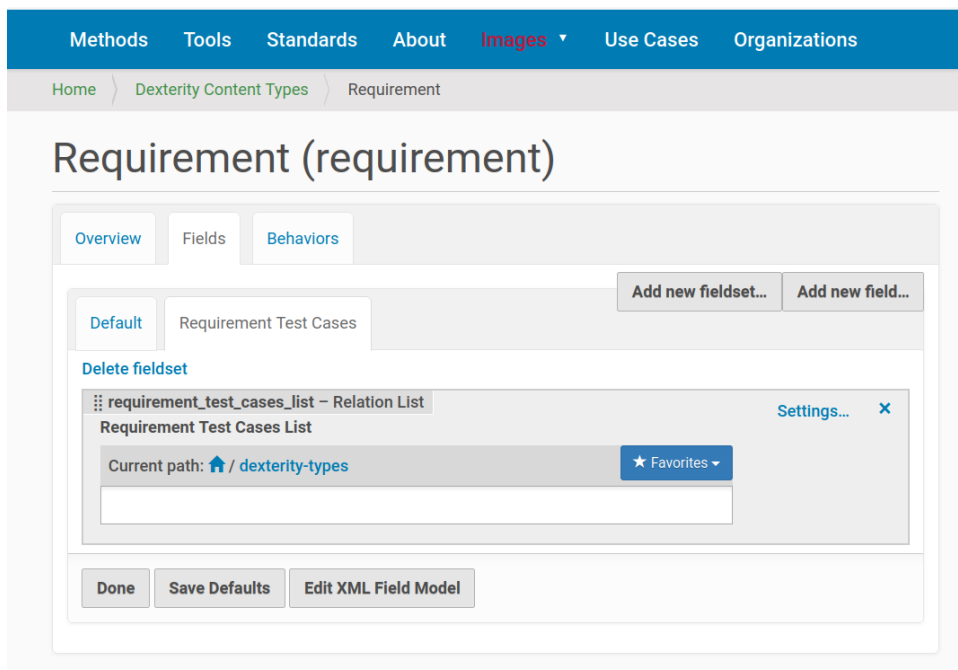 Methods Tools Standards About Images ▼ Use Cases Organizations
Home Dexterity Content Types Requirement
Requirement (requirement)
Overview Fields Behaviors
Add new fieldset... Add new field...
Default Requirement Test Cases
Delete fieldset
requirement_test_cases_list – Relation List
Settings... ×
Requirement Test Cases List
Current path: / dexterity-types ★ Favorites
Done Save Defaults Edit XML Field Model